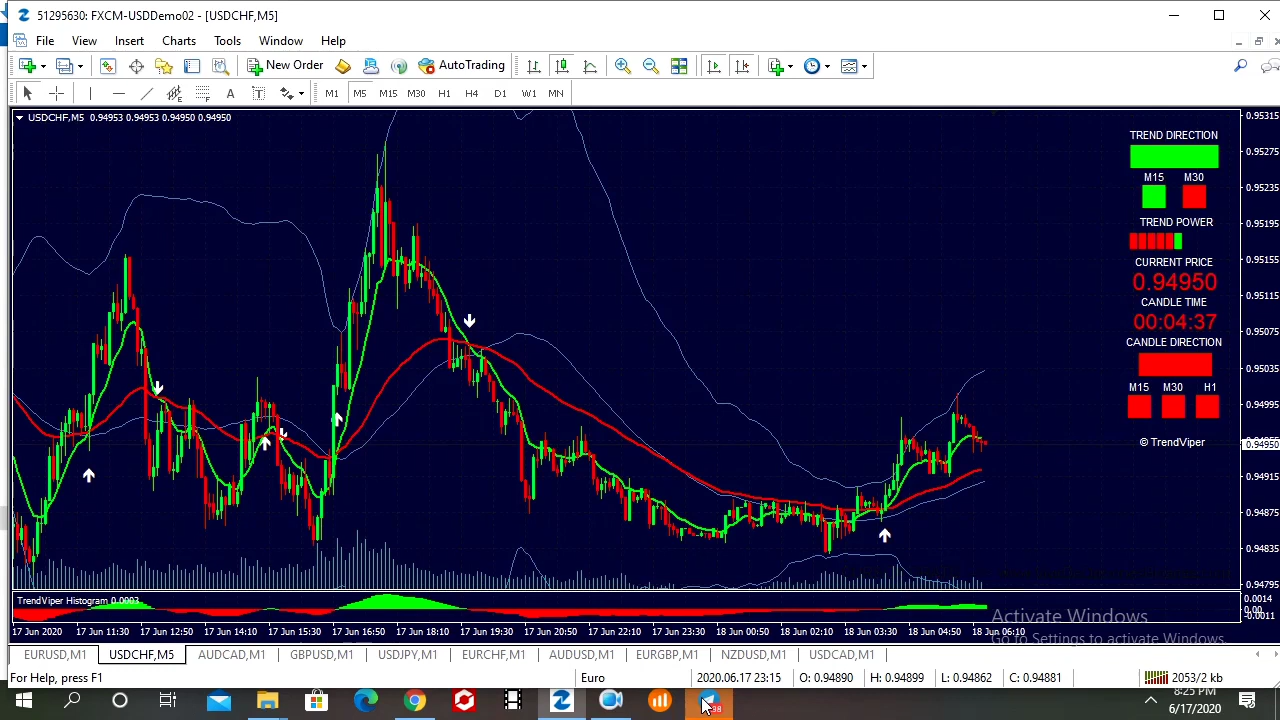 51295630: FXCM-USDDemo02 - [USDCHF,M5]
File View Insert Charts Tools Window Help
New Order AutoTrading
A T M1 M5 M15 M30 H1 H4 D1 W1 MN
USDCHF,M5 0.94953 0.94953 0.94950 0.94950
0.95315
TREND DIRECTION
0.95275
M15 M30
0.95235
TREND POWER
0.95195
CURRENT PRICE
0.95155
0.94950
CANDLE TIME
0.95115
00:04:37
0.95075
CANDLE DIRECTION
0.95035
M15 M30 H1
0.94995
© TrendViper
0.94950
0.94915
0.94875
0.94835
0.94795
TrendViper Histogram 0.0003
0.0014
0.00
-0.0011
Activate Windows
Go to Settings to activate Windows.
17 Jun 2020 17 Jun 11:30 17 Jun 12:50 17 Jun 14:10 17 Jun 15:30 17 Jun 16:50 17 Jun 18:10 17 Jun 19:30 17 Jun 20:50 17 Jun 22:10 17 Jun 23:30 18 Jun 00:50 18 Jun 02:10 18 Jun 03:30 18 Jun 04:50 18 Jun 06:10
EURUSD,M1 USDCHF,M5 AUDCAD,M1 GBPUSD,M1 USDJPY,M1 EURCHF,M1 AUDUSD,M1 EURGBP,M1 NZDUSD,M1 USDCAD,M1
For Help, press F1 Euro 2020.06.17 23:15 O: 0.94890 H: 0.94899 L: 0.94862 C: 0.94881 2053/2 kb
8:25 PM
6/17/2020